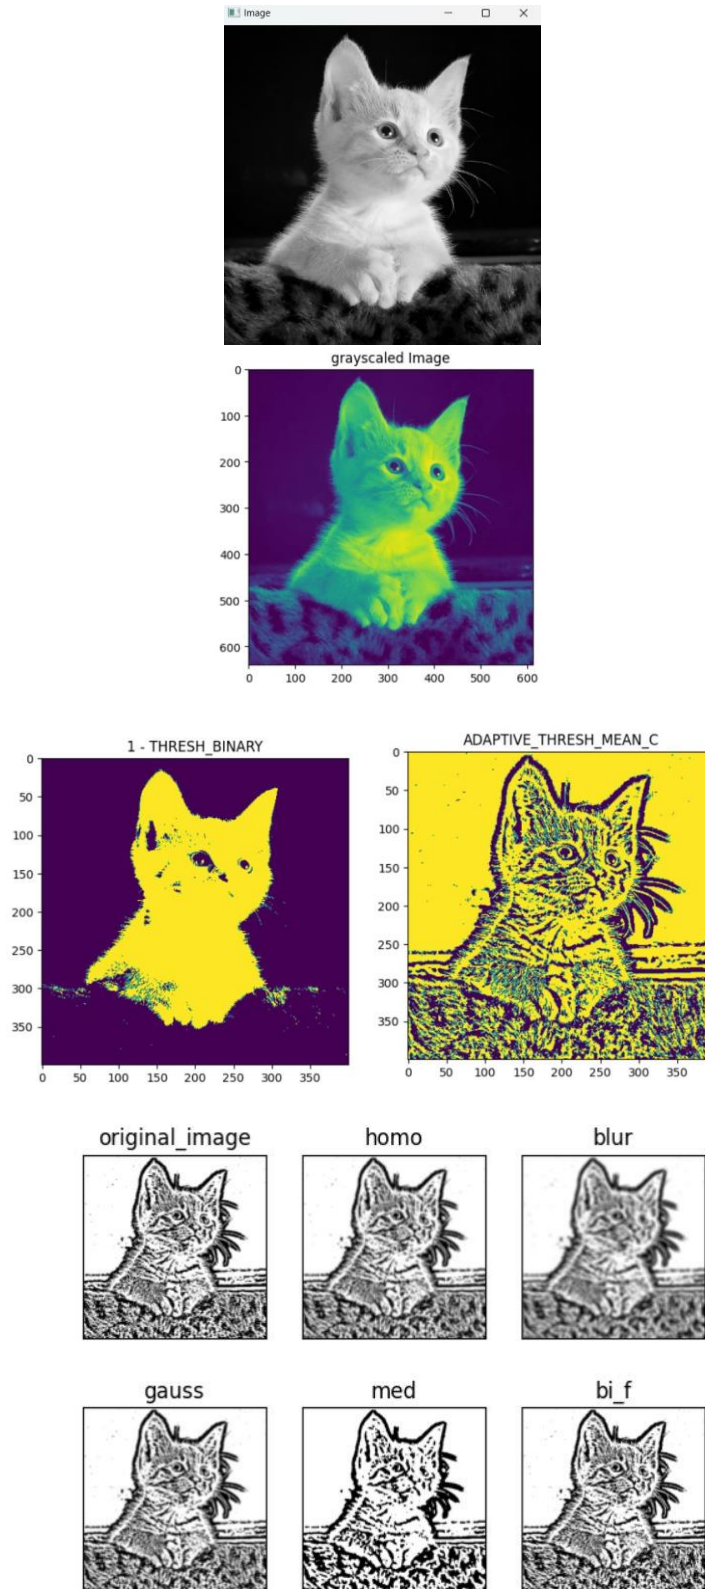 Image
grayscaled Image
0
100
200
300
400
500
600
0 100 200 300 400 500 600
1 - THRESH_BINARY
0
50
100
150
200
250
300
350
0 50 100 150 200 250 300 350
ADAPTIVE_THRESH_MEAN_C
0
50
100
150
200
250
300
350
0 50 100 150 200 250 300 350
original_image homo blur
gauss med bi_f